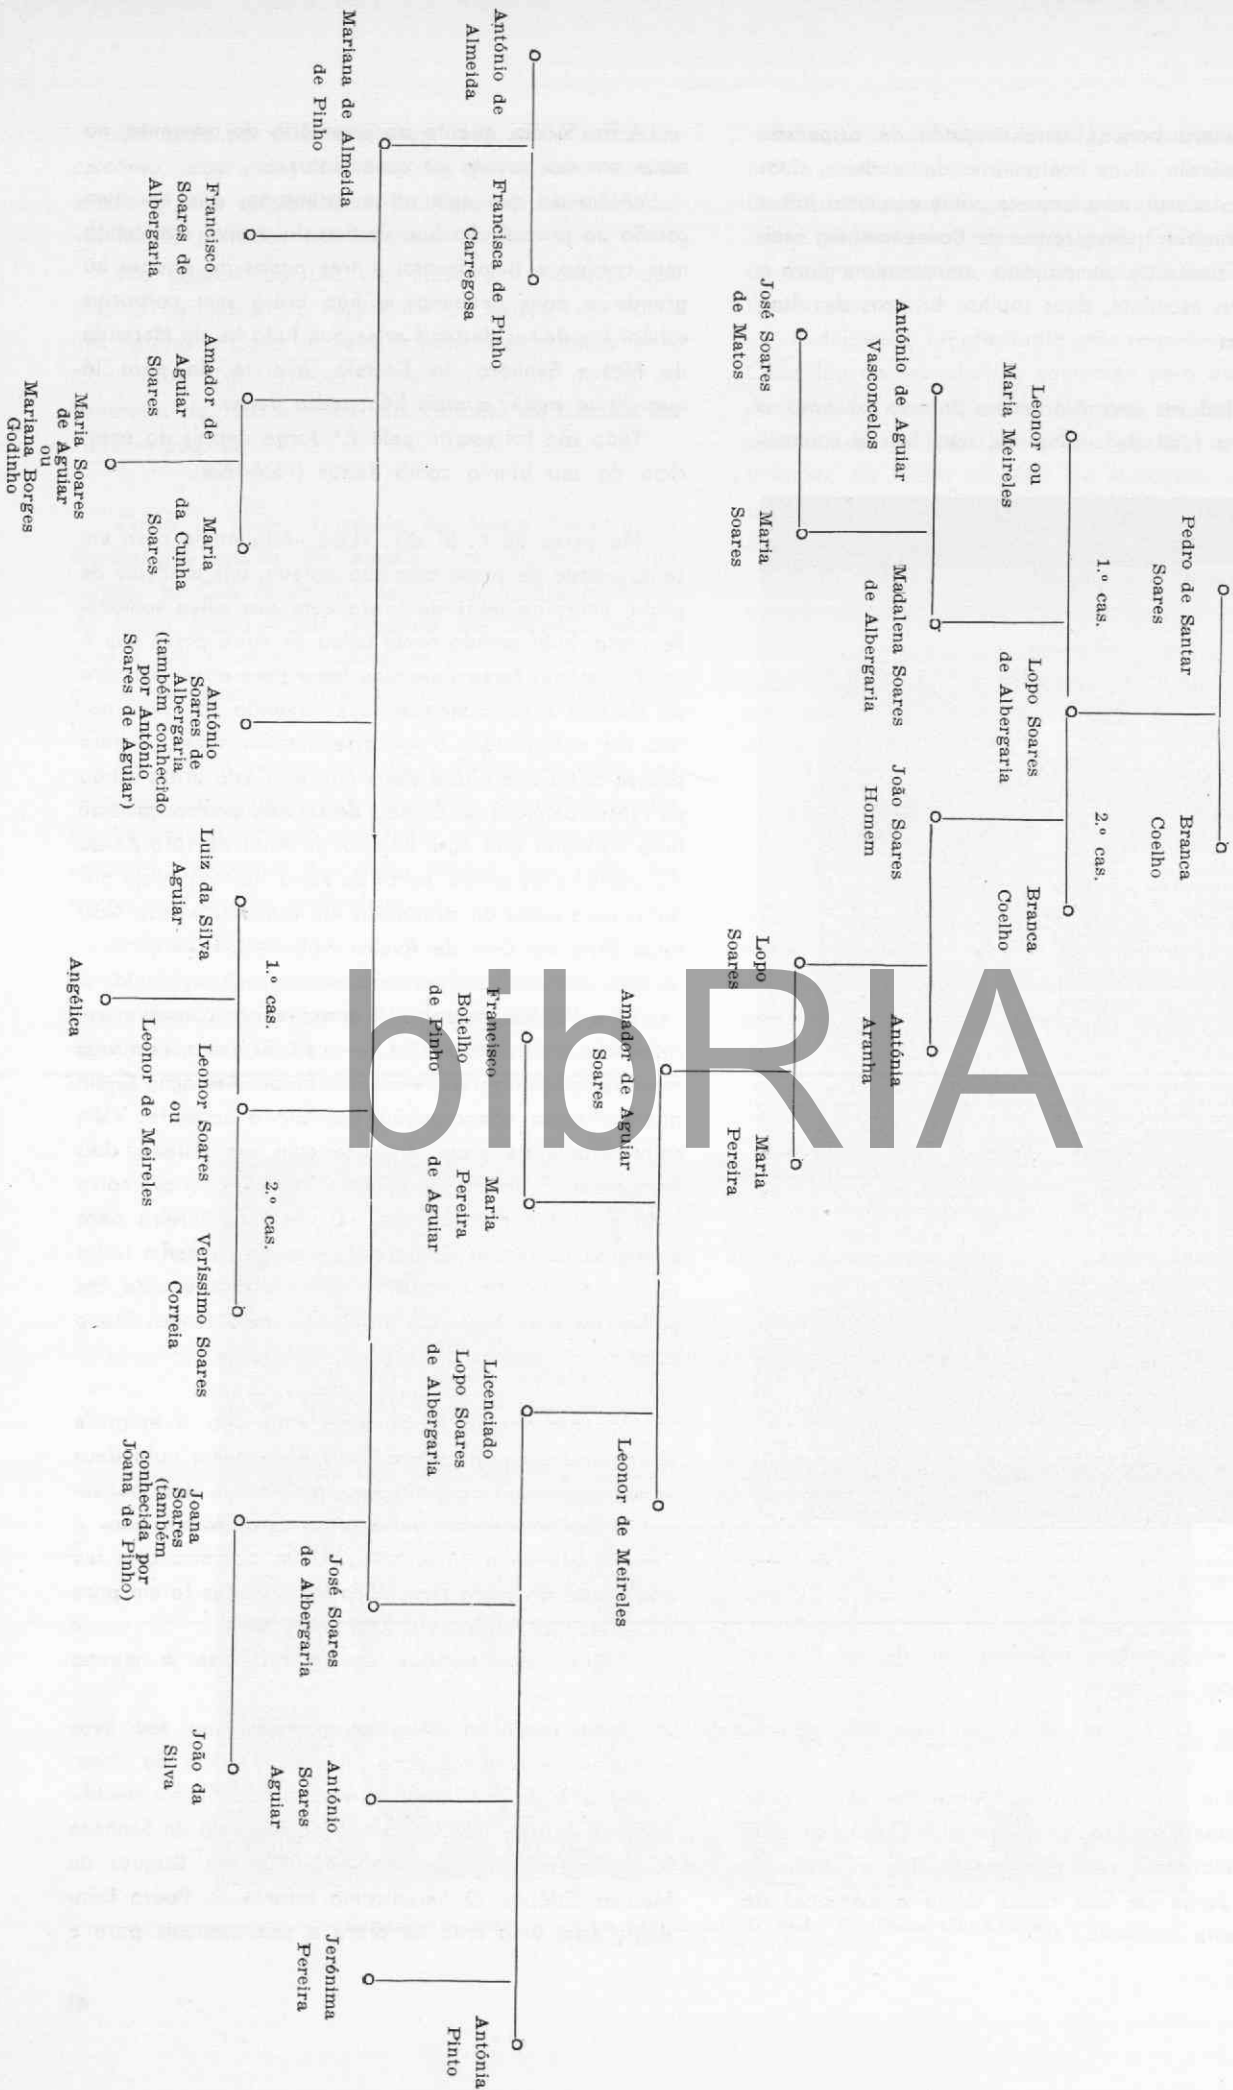 Pedro de Santar
Soares
Branca
Coelho
1.º cas.
2.º cas.
Leonor ou
Maria Meireles
Lopo Soares
de Albergaria
Branca
Coelho
António de Aguiar
Vasconcelos
Madalena Soares
de Albergaria
João Soares
Homem
Antónia
Aranha
José Soares
de Matos
Maria
Soares
Lopo
Soares
Maria
Pereira
Amador de Aguiar
Soares
Leonor de Meireles
António de
Almeida
Francisca de Pinho
Carregosa
Francisco
Botelho
de Pinho
Maria
Pereira
de Aguiar
Licenciado
Lopo Soares
de Albergaria
Antónia
Pinto
Mariana de Almeida
de Pinho
José Soares
de Albergaria
António
Soares
Aguiar
Jerónima
Pereira
1.º cas.
2.º cas.
Francisco
Soares de
Albergaria
Amador de
Aguiar
Soares
Maria
da Cunha
Soares
António
Soares de
Albergaria
(também conhecido
por António
Soares de Aguiar)
Luiz da Silva
Aguiar
Leonor Soares
ou
Leonor de Meireles
Veríssimo Soares
Correia
Joana
Soares
(também
conhecida por
Joana de Pinho)
João da
Silva
Maria Soares
de Aguiar
ou
Mariana Borges
Godinho
Angélica
bibRIA